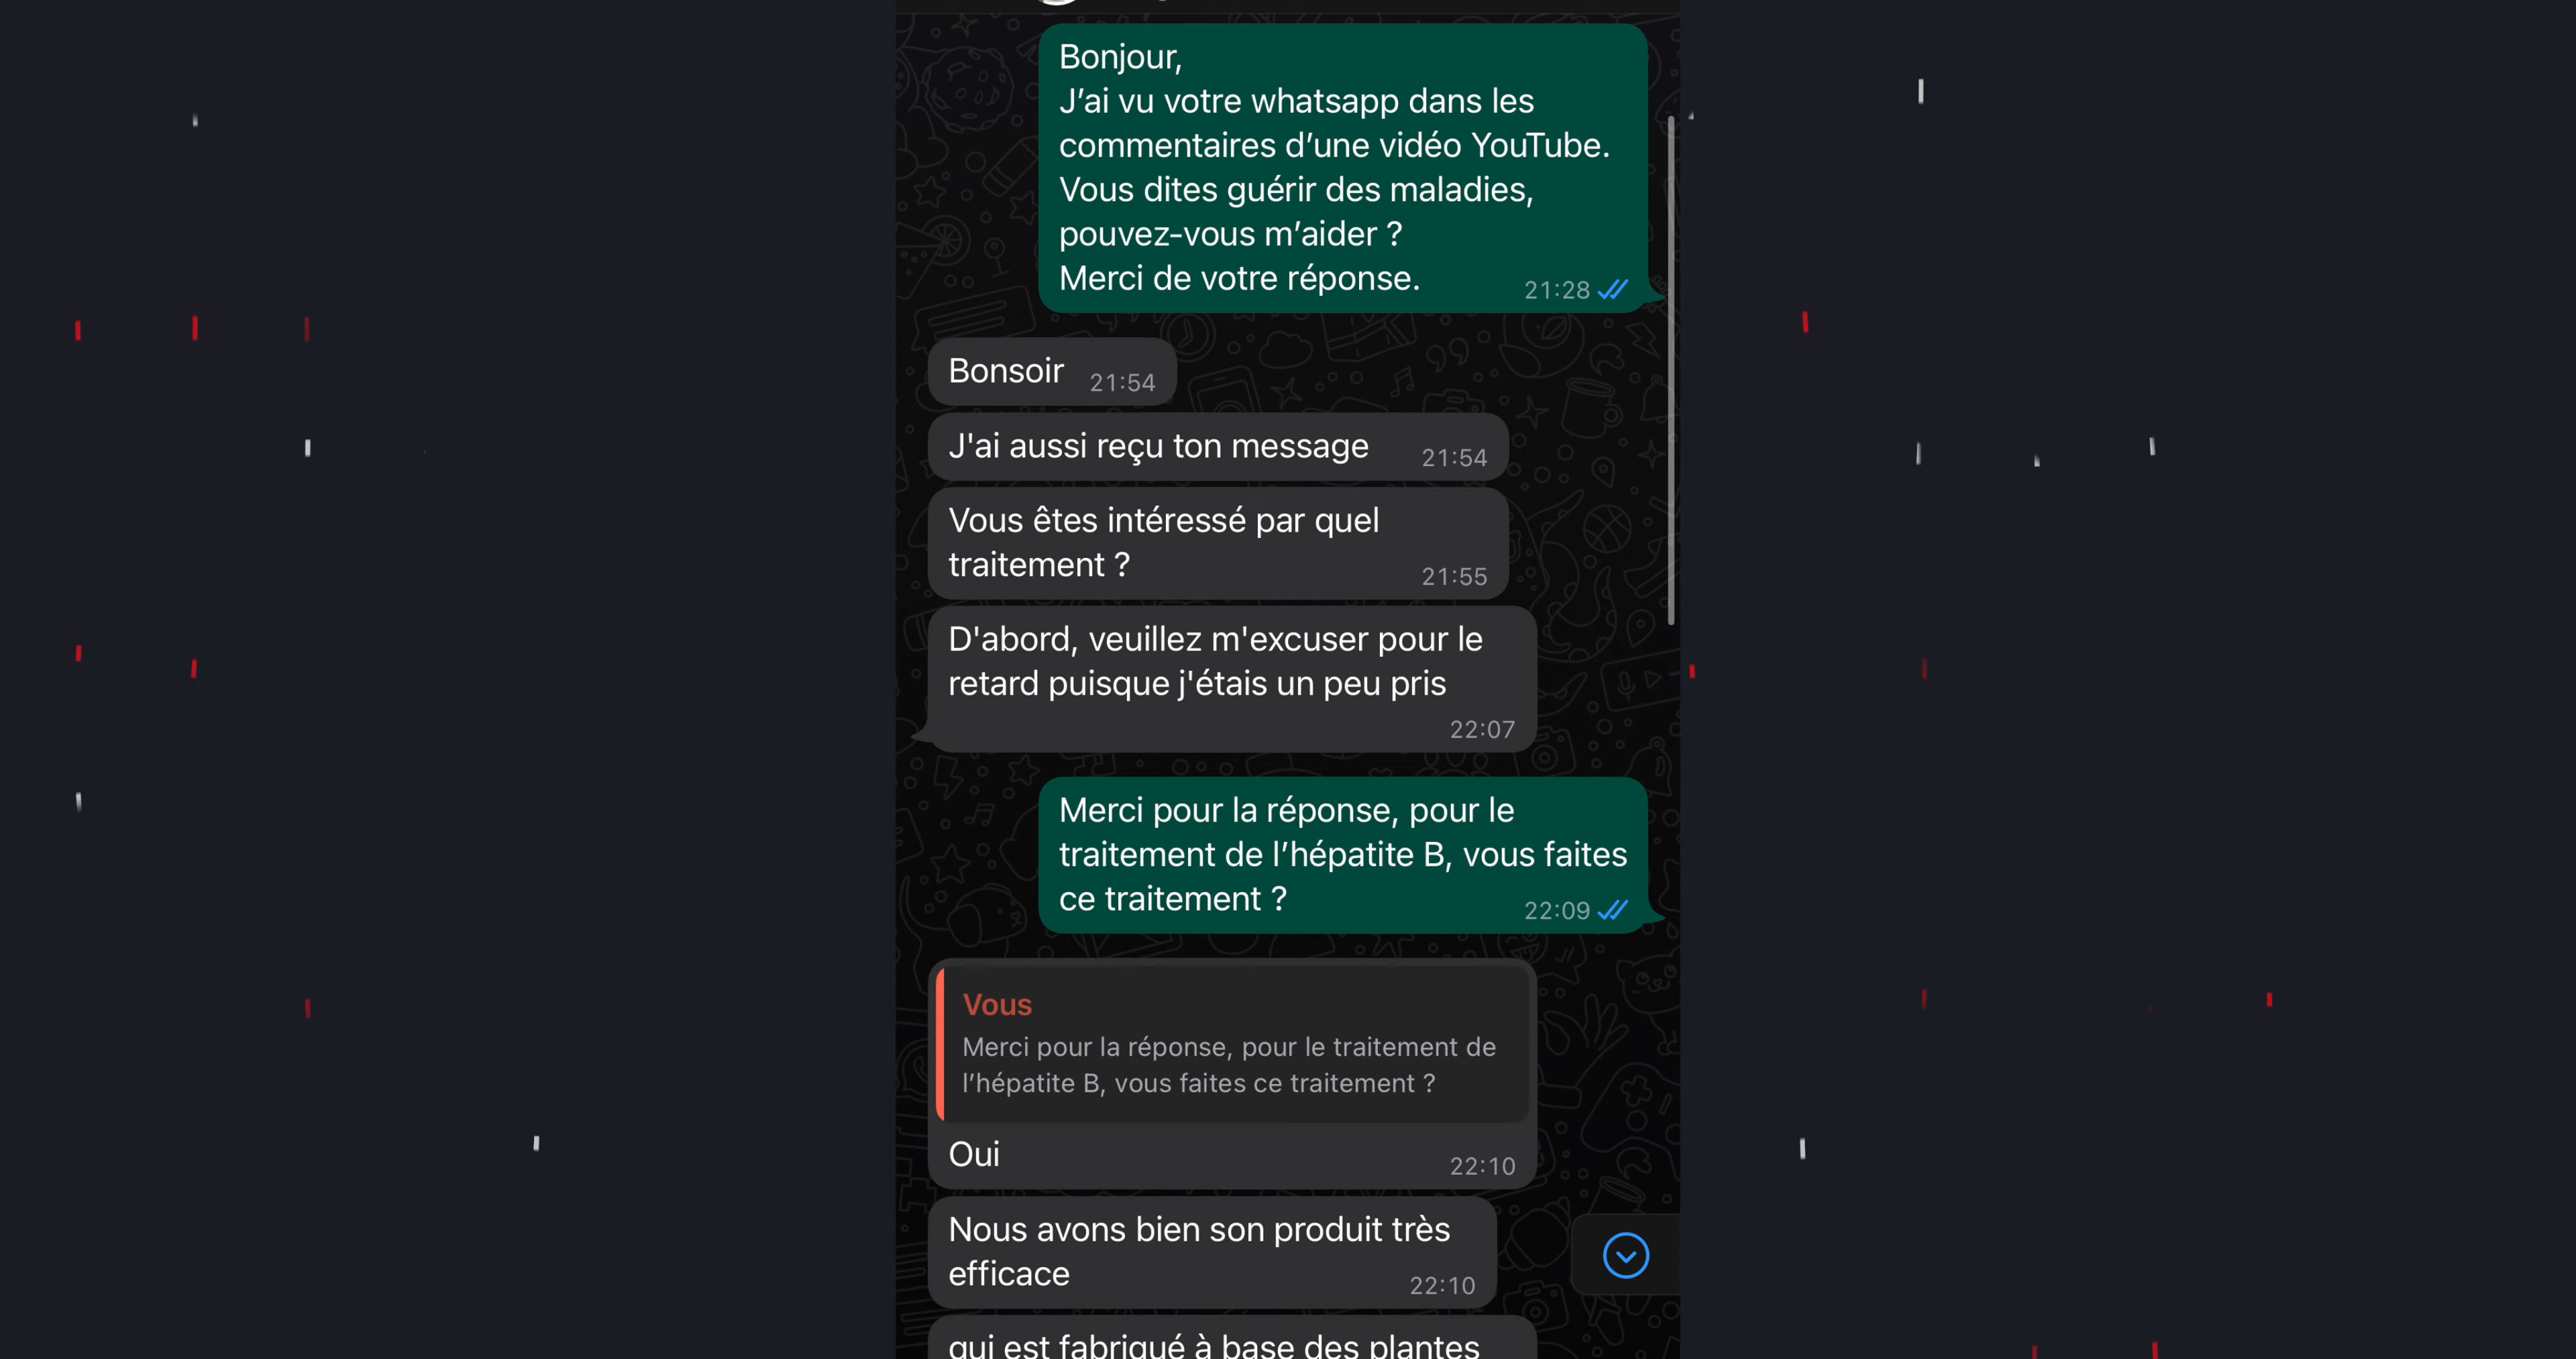 Bonjour,
J’ai vu votre whatsapp dans les
commentaires d’une vidéo YouTube.
Vous dites guérir des maladies,
pouvez-vous m’aider ?
Merci de votre réponse.
21:28
Bonsoir 21:54
J'ai aussi reçu ton message 21:54
Vous êtes intéressé par quel
traitement ?
21:55
D'abord, veuillez m'excuser pour le
retard puisque j'étais un peu pris
22:07
Merci pour la réponse, pour le
traitement de l’hépatite B, vous faites
ce traitement ?
22:09
Vous
Merci pour la réponse, pour le traitement de
l’hépatite B, vous faites ce traitement ?
Oui
22:10
Nous avons bien son produit très
efficace
22:10
qui est fabriqué à base des plantes